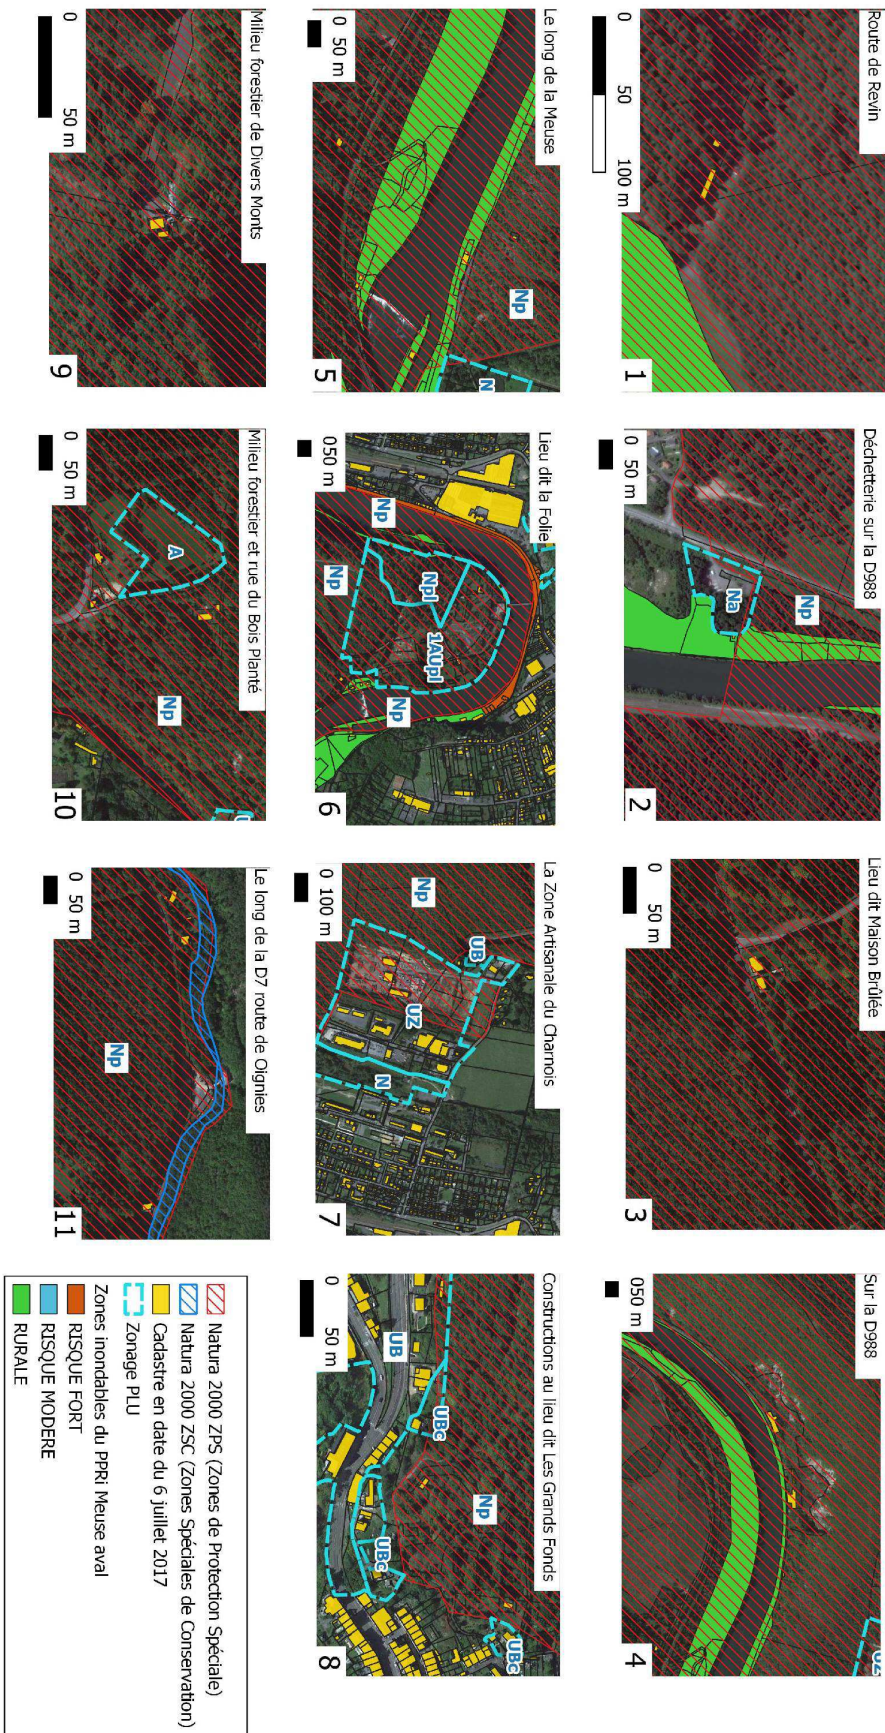 Route de Revin
0 50 100 m
1
Déchetterie sur la D988
Np
Na
0 50 m
2
Lieu dit Maison Brûlée
0 50 m
3
Sur la D988
UZ
050 m
4
Le long de la Meuse
Np
N
0 50 m
5
Lieu dit la Folie
Np
Npl
1AUpl
Np
Np
050 m
6
La Zone Artisanale du Charnois
Np
UB
UZ
N
0 100 m
7
Constructions au lieu dit Les Grands Fonds
UB
UBc
Np
UBc
UBc
0 50 m
8
Milieu forestier de Divers Monts
0 50 m
9
Milieu forestier et rue du Bois Planté
A
Np
0 50 m
10
Le long de la D7 route de Oignies
Np
0 50 m
11
Natura 2000 ZPS (Zones de Protection Spéciale)
Natura 2000 ZSC (Zones Spéciales de Conservation)
Cadastre en date du 6 juillet 2017
Zonage PLU
Zones inondables du PPRi Meuse aval
RISQUE FORT
RISQUE MODERE
RURALE